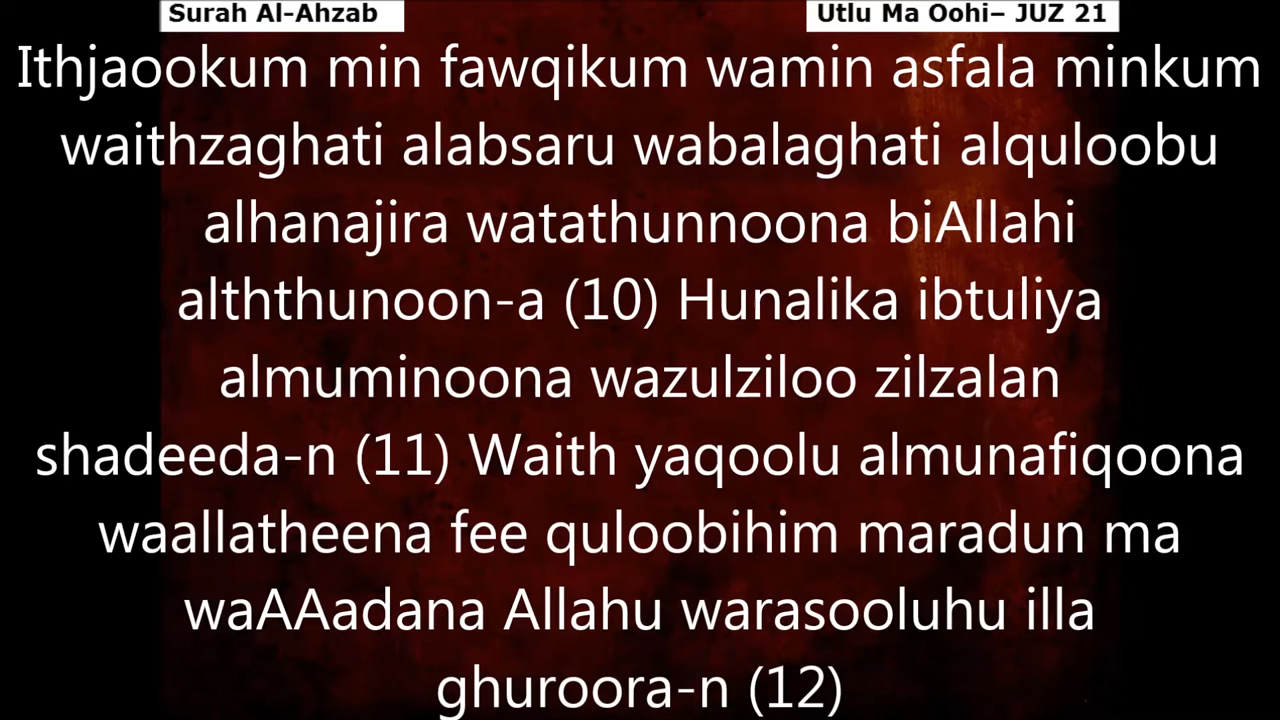 Surah Al-Ahzab
Utlu Ma Oohi– JUZ 21
Ithjaookum min fawqikum wamin asfala minkum
waithzaghati alabsaru wabalaghati alquloobu
alhanajira watathunnoona biAllahi
alththunoon-a (10) Hunalika ibtuliya
almuminoona wazulziloo zilzalan
shadeeda-n (11) Waith yaqoolu almunafiqoona
waallatheena fee quloobihim maradun ma
waAAadana Allahu warasooluhu illa
ghuroora-n (12)